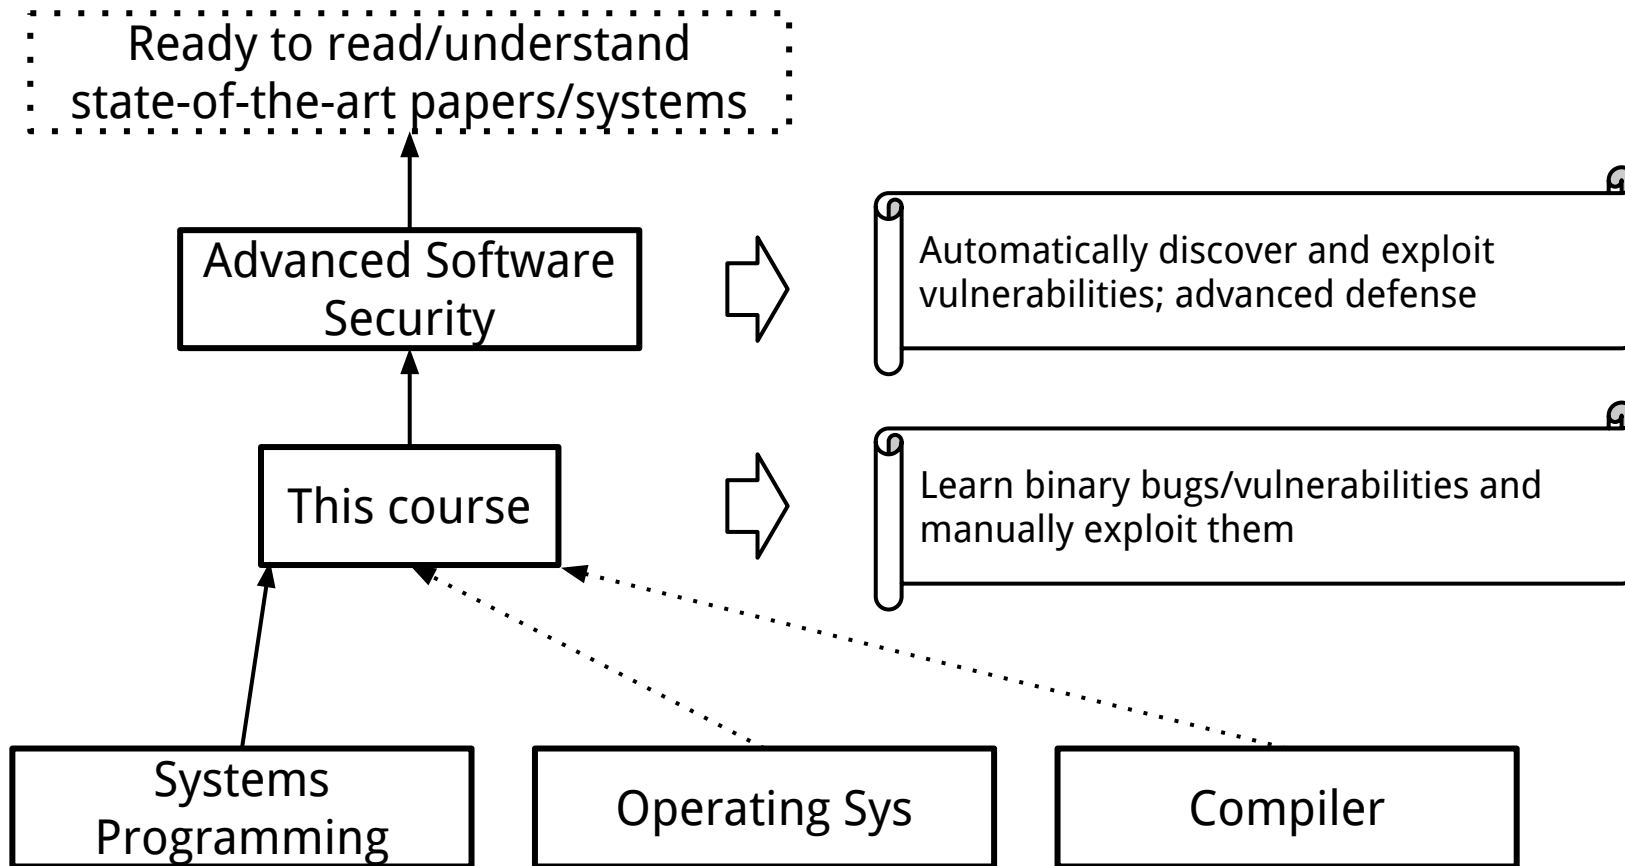 Ready to read/understand
state-of-the-art papers/systems
Advanced Software
Security
Automatically discover and exploit
vulnerabilities; advanced defense
This course
Learn binary bugs/vulnerabilities and
manually exploit them
Systems
Programming
Operating Sys
Compiler